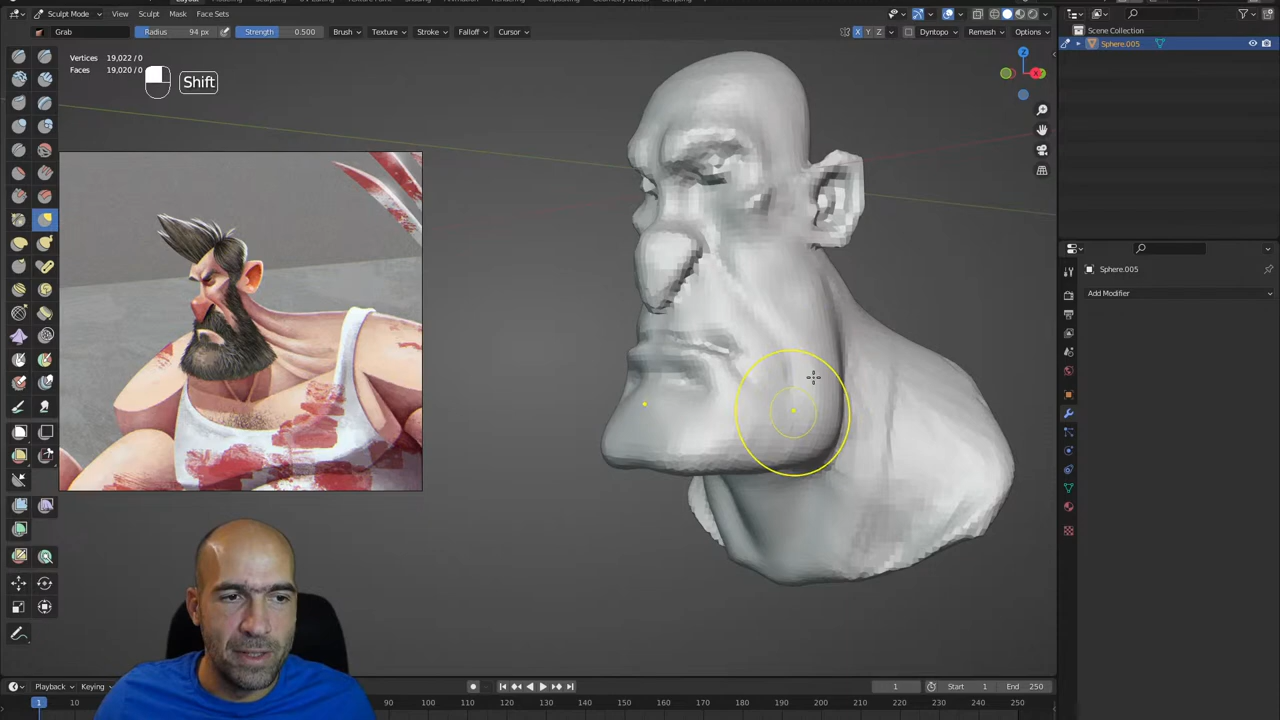 Sculpt Mode View Sculpt Mask Face Sets
Grab Radius 94 px Strength 0.500 Brush Texture Stroke Falloff Cursor X Y Z Dyntopo Remesh Options
Vertices 19,022 / 0
Faces 19,020 / 0
Shift
Z
X
Scene Collection
Sphere.005
Sphere.005
Add Modifier
Playback Keying 1 Start 1 End 250
1 10 80 90 100 110 120 130 140 150 160 170 180 190 200 210 220 230 240 250